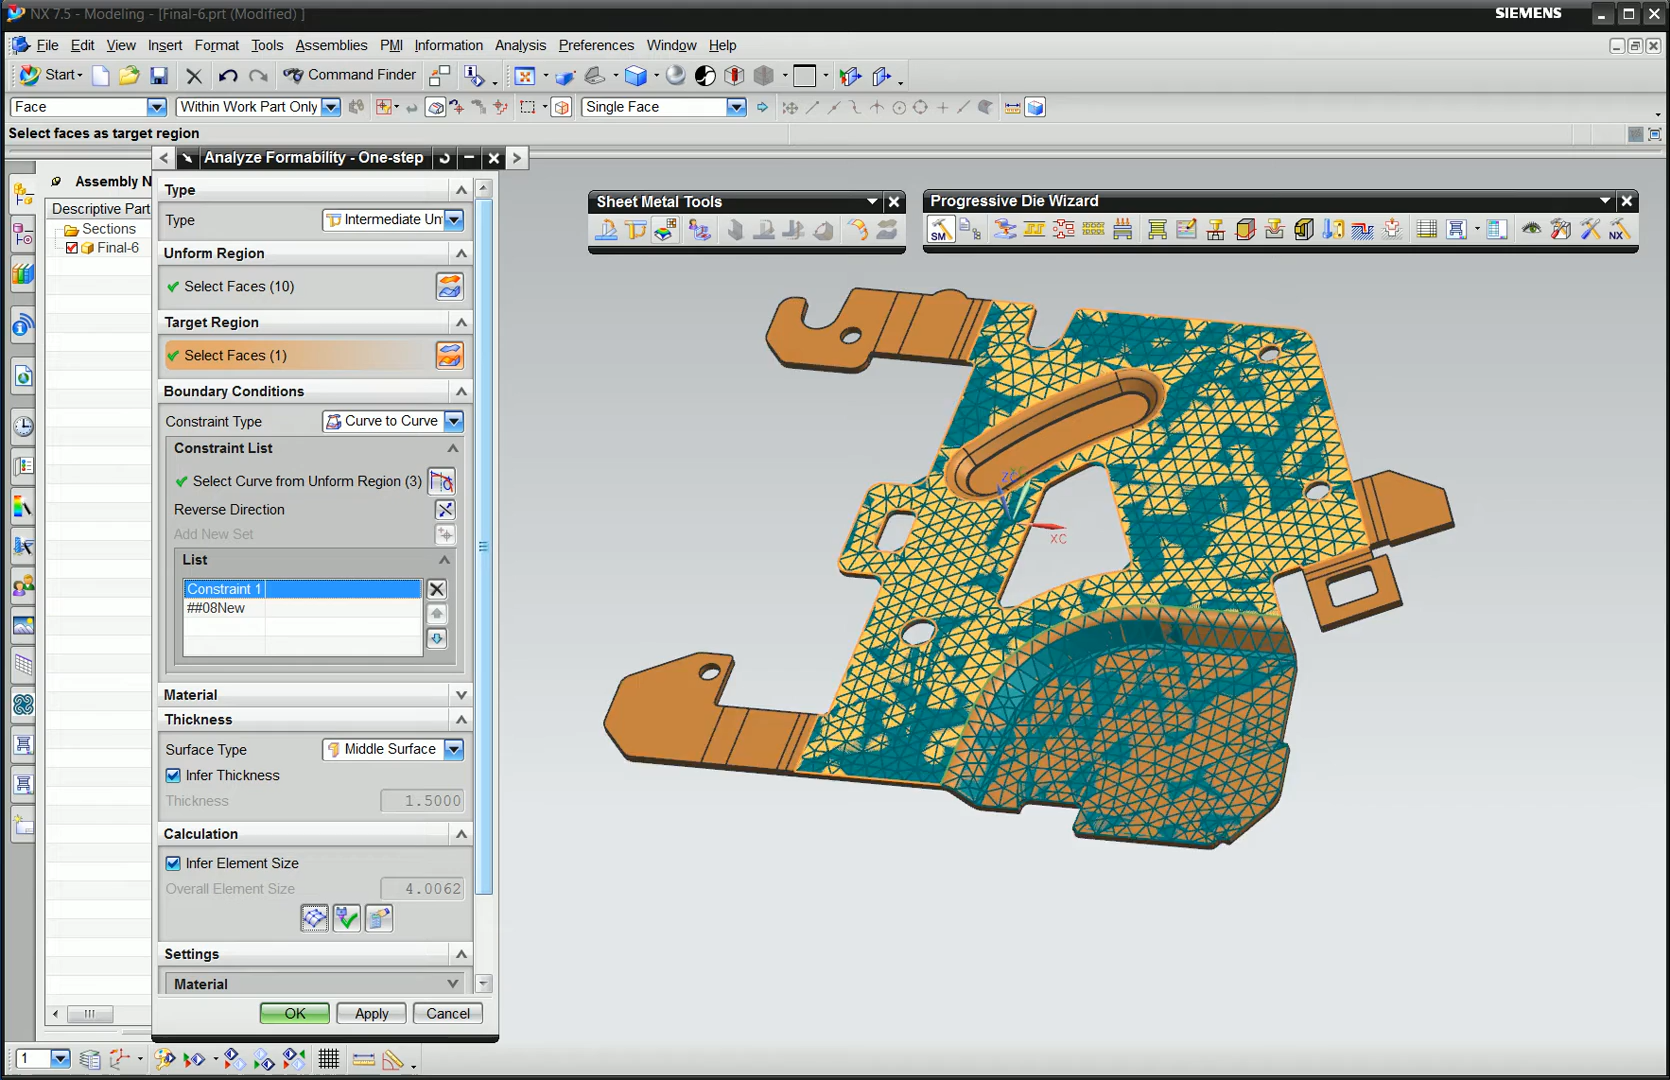 NX 7.5 - Modeling - [Final-6.prt (Modified) ]
SIEMENS
File Edit View Insert Format Tools Assemblies PMI Information Analysis Preferences Window Help
Start
Command Finder
Face
Within Work Part Only
Single Face
Select faces as target region
Assembly N
Descriptive Part
Sections
Final-6
Analyze Formability - One-step
Type
Type
Intermediate Un
Unform Region
Select Faces (10)
Target Region
Select Faces (1)
Boundary Conditions
Constraint Type
Curve to Curve
Constraint List
Select Curve from Unform Region (3)
Reverse Direction
Add New Set
List
Constraint 1
##08New
Material
Thickness
Surface Type
Middle Surface
Infer Thickness
Thickness
1.5000
Calculation
Infer Element Size
Overall Element Size
4.0062
Settings
Material
OK
Apply
Cancel
1
Sheet Metal Tools
Progressive Die Wizard
SM
NX
XC